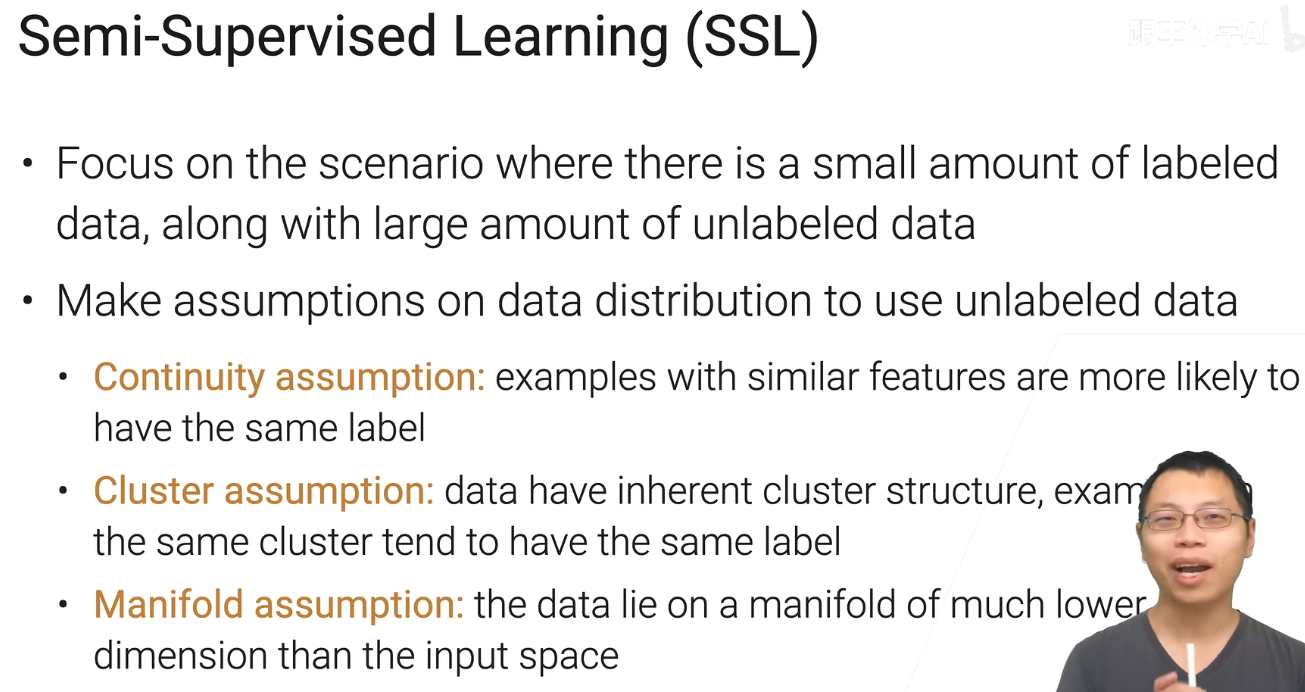 Semi-Supervised Learning (SSL)
• Focus on the scenario where there is a small amount of labeled
data, along with large amount of unlabeled data
• Make assumptions on data distribution to use unlabeled data
• Continuity assumption: examples with similar features are more likely to
have the same label
• Cluster assumption: data have inherent cluster structure,
the same cluster tend to have the same label
• Manifold assumption: the data lie on a manifold of much lower
dimension than the input space